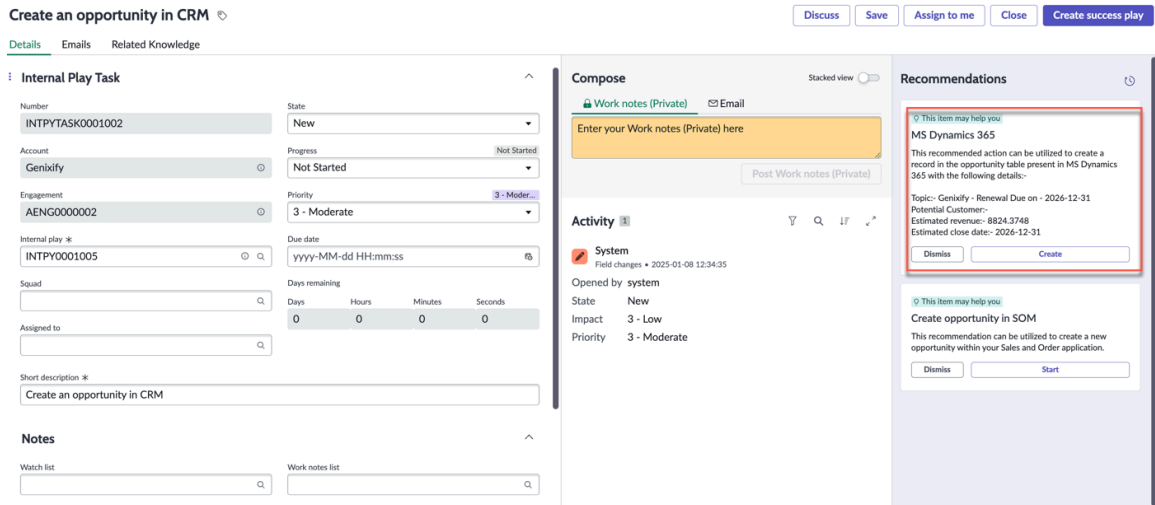 Create an opportunity in CRM
Discuss
Save
Assign to me
Close
Create success play
Details
Emails
Related Knowledge
Internal Play Task
Number
INTPYTASK0001002
State
New
Account
Genixify
Progress
Not Started
Not Started
Engagement
AENG0000002
Priority
3 - Moder...
3 - Moderate
Internal play *
INTPY0001005
Due date
yyyy-MM-dd HH:mm:ss
Squad
Days remaining
Days Hours Minutes Seconds
0 0 0 0
Assigned to
Short description *
Create an opportunity in CRM
Notes
Watch list
Work notes list
Compose
Stacked view
Work notes (Private)
Email
Enter your Work notes (Private) here
Post Work notes (Private)
Activity 1
System
Field changes • 2025-01-08 12:34:35
Opened by system
State New
Impact 3 - Low
Priority 3 - Moderate
Recommendations
This item may help you
MS Dynamics 365
This recommended action can be utilized to create a
record in the opportunity table present in MS Dynamics
365 with the following details:-
Topic:- Genixify - Renewal Due on - 2026-12-31
Potential Customer:-
Estimated revenue:- 8824.3748
Estimated close date:- 2026-12-31
Dismiss
Create
This item may help you
Create opportunity in SOM
This recommendation can be utilized to create a new
opportunity within your Sales and Order application.
Dismiss
Start